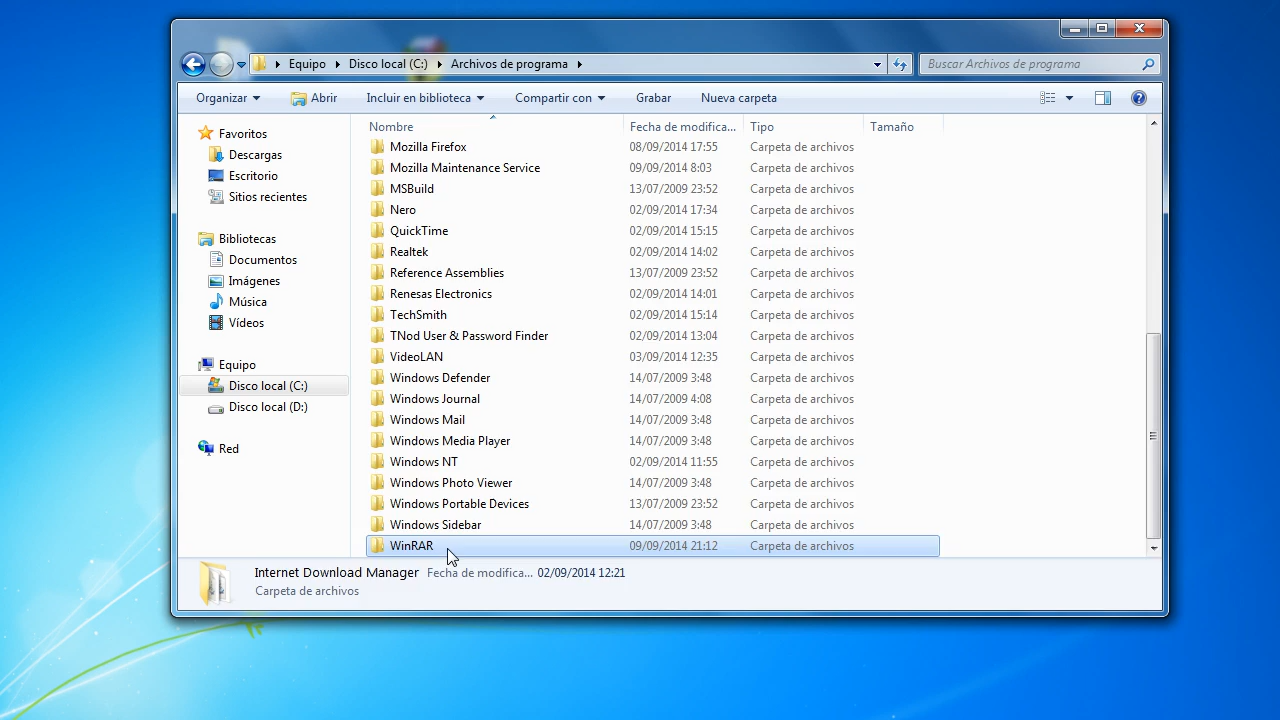 Equipo Disco local (C:) Archivos de programa Buscar Archivos de programa
Organizar Abrir Incluir en biblioteca Compartir con Grabar Nueva carpeta
Favoritos
Descargas
Escritorio
Sitios recientes
Bibliotecas
Documentos
Imágenes
Música
Vídeos
Equipo
Disco local (C:)
Disco local (D:)
Red
Nombre Fecha de modifica... Tipo Tamaño
Mozilla Firefox 08/09/2014 17:55 Carpeta de archivos
Mozilla Maintenance Service 09/09/2014 8:03 Carpeta de archivos
MSBuild 13/07/2009 23:52 Carpeta de archivos
Nero 02/09/2014 17:34 Carpeta de archivos
QuickTime 02/09/2014 15:15 Carpeta de archivos
Realtek 02/09/2014 14:02 Carpeta de archivos
Reference Assemblies 13/07/2009 23:52 Carpeta de archivos
Renesas Electronics 02/09/2014 14:01 Carpeta de archivos
TechSmith 02/09/2014 15:14 Carpeta de archivos
TNod User & Password Finder 02/09/2014 13:04 Carpeta de archivos
VideoLAN 03/09/2014 12:35 Carpeta de archivos
Windows Defender 14/07/2009 3:48 Carpeta de archivos
Windows Journal 14/07/2009 4:08 Carpeta de archivos
Windows Mail 14/07/2009 3:48 Carpeta de archivos
Windows Media Player 14/07/2009 3:48 Carpeta de archivos
Windows NT 02/09/2014 11:55 Carpeta de archivos
Windows Photo Viewer 14/07/2009 3:48 Carpeta de archivos
Windows Portable Devices 13/07/2009 23:52 Carpeta de archivos
Windows Sidebar 14/07/2009 3:48 Carpeta de archivos
WinRAR 09/09/2014 21:12 Carpeta de archivos
Internet Download Manager Fecha de modifica... 02/09/2014 12:21
Carpeta de archivos